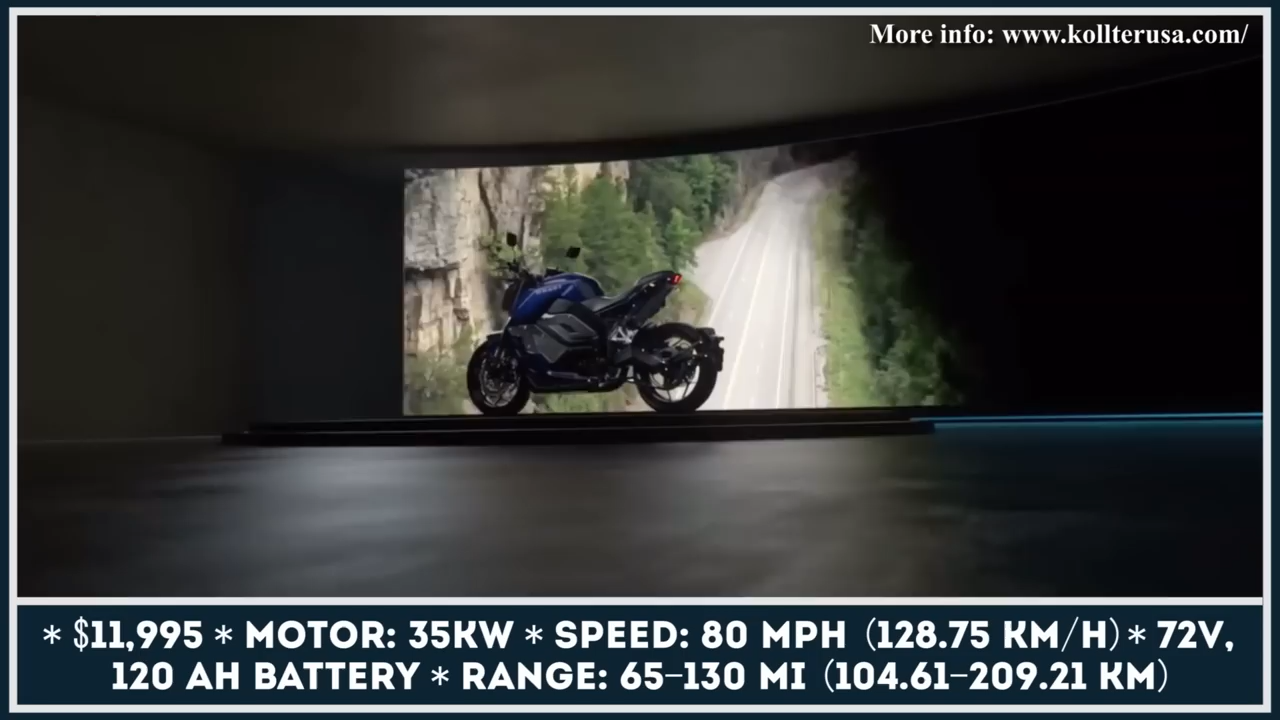 More info: www.kollterusa.com/
* $11,995 * MOTOR: 35KW * SPEED: 80 MPH (128.75 KM/H)* 72V,
120 AH BATTERY * RANGE: 65–130 MI (104.61–209.21 KM)